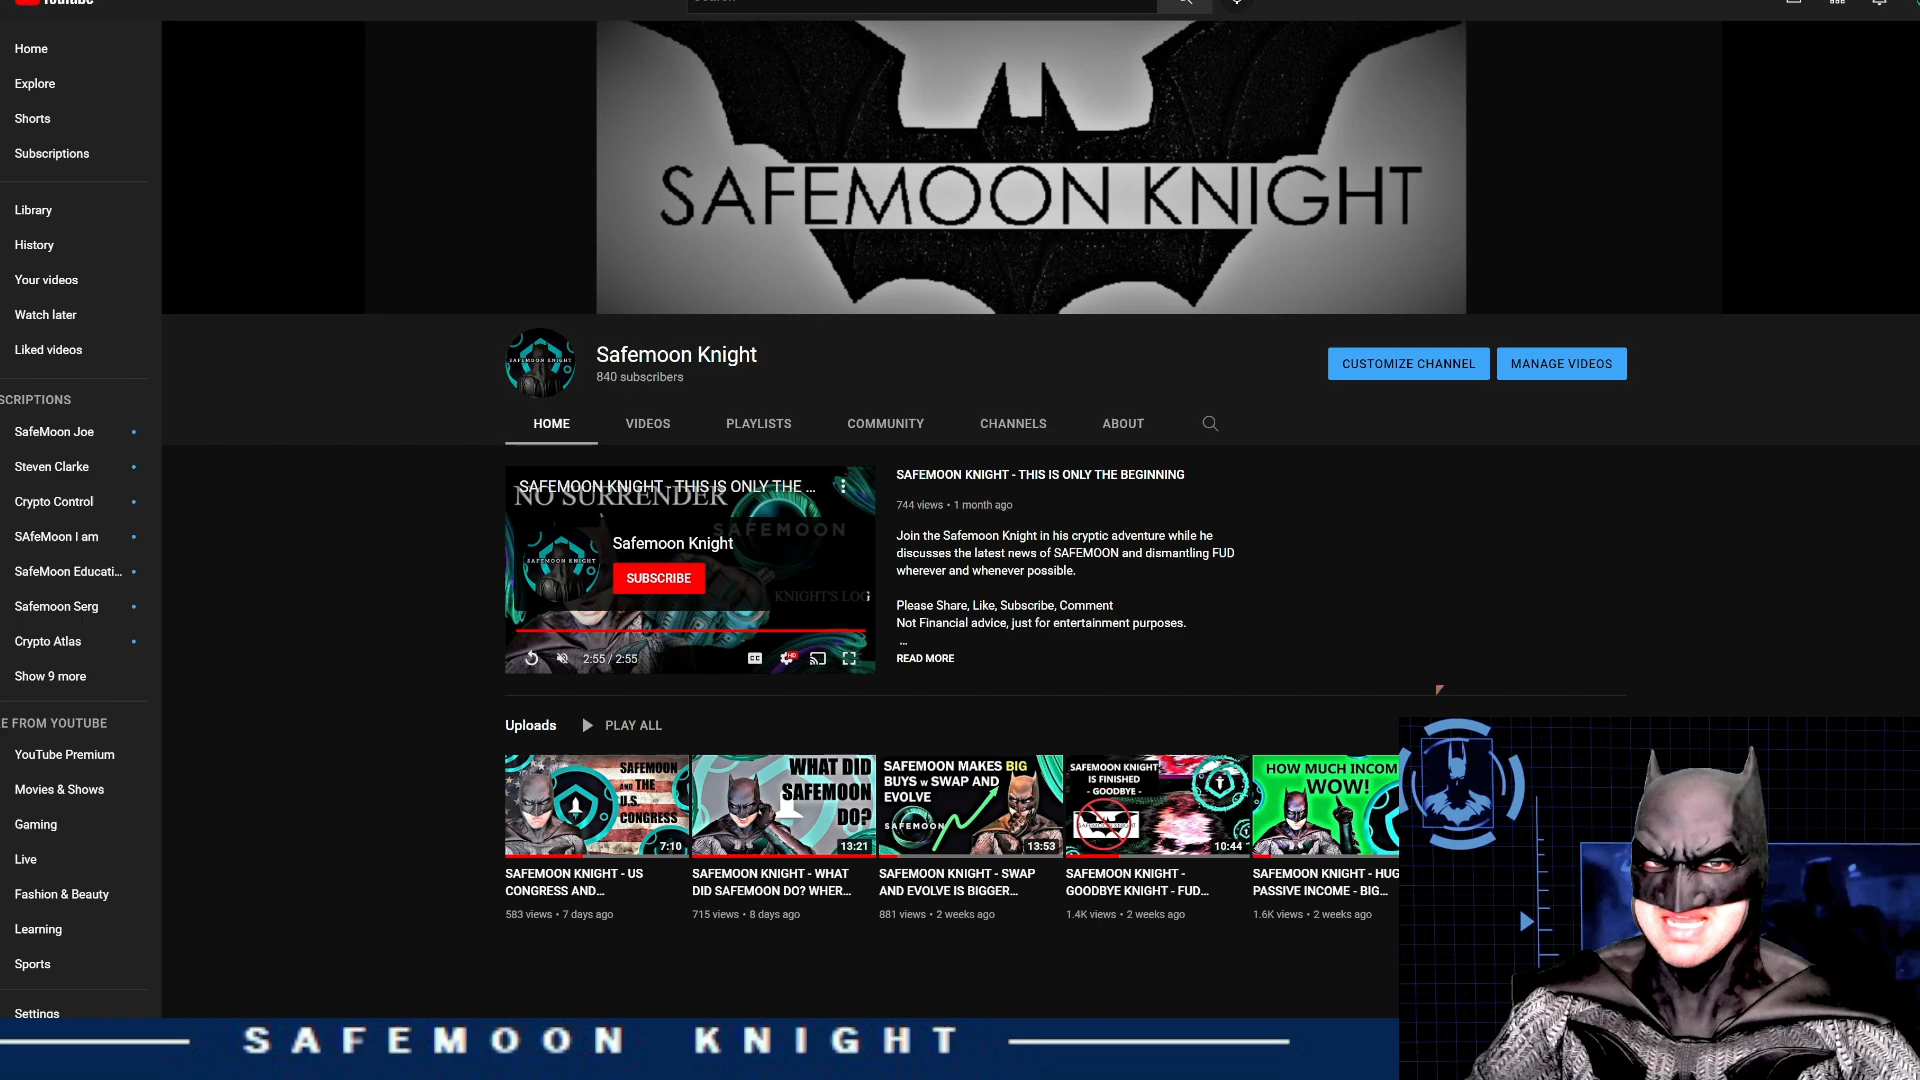 Home
Explore
Shorts
Subscriptions
Library
History
Your videos
Watch later
Liked videos
SCRIPTIONS
SafeMoon Joe
Steven Clarke
Crypto Control
SAfeMoon I am
SafeMoon Educati...
Safemoon Serg
Crypto Atlas
Show 9 more
E FROM YOUTUBE
YouTube Premium
Movies & Shows
Gaming
Live
Fashion & Beauty
Learning
Sports
Settings
SAFEMOON KNIGHT
SAFEMOON KNIGHT
Safemoon Knight
840 subscribers
CUSTOMIZE CHANNEL
MANAGE VIDEOS
HOME VIDEOS PLAYLISTS COMMUNITY CHANNELS ABOUT
SAFEMOON KNIGHT - THIS IS ONLY THE ...
NO SURRENDER
SAFEMOON
Safemoon Knight
SAFEMOON KNIGHT
SUBSCRIBE
KNIGHT'S LOG
2:55 / 2:55
CC
HD
SAFEMOON KNIGHT - THIS IS ONLY THE BEGINNING
744 views • 1 month ago
Join the Safemoon Knight in his cryptic adventure while he
discusses the latest news of SAFEMOON and dismantling FUD
wherever and whenever possible.
Please Share, Like, Subscribe, Comment
Not Financial advice, just for entertainment purposes.
...
READ MORE
Uploads PLAY ALL
SAFEMOON
AND THE
U.S.
CONGRESS
7:10
SAFEMOON KNIGHT - US
CONGRESS AND...
583 views • 7 days ago
WHAT DID
SAFEMOON
DO?
13:21
SAFEMOON KNIGHT - WHAT
DID SAFEMOON DO? WHER...
715 views • 8 days ago
SAFEMOON MAKES BIG
BUYS w SWAP AND
EVOLVE
SAFEMOON
13:53
SAFEMOON KNIGHT - SWAP
AND EVOLVE IS BIGGER...
881 views • 2 weeks ago
SAFEMOON KNIGHT
IS FINISHED
- GOODBYE -
10:44
SAFEMOON KNIGHT -
GOODBYE KNIGHT - FUD...
1.4K views • 2 weeks ago
HOW MUCH INCOM
WOW!
SAFEMOON KNIGHT - HUG
PASSIVE INCOME - BIG...
1.6K views • 2 weeks ago
SAFEMOON KNIGHT